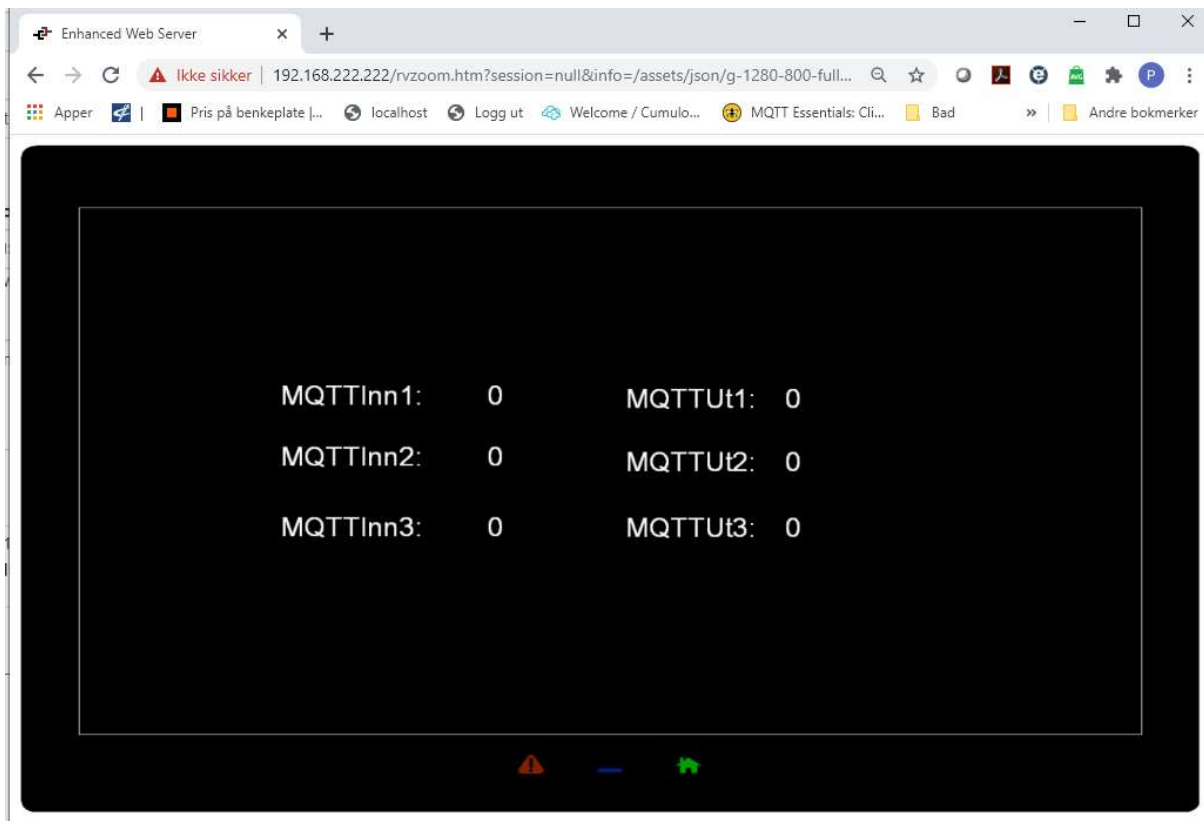 Enhanced Web Server
Ikke sikker | 192.168.222.222/rvzoom.htm?session=null&info=/assets/json/g-1280-800-full...
P
Apper | Pris på benkeplate |... localhost Logg ut Welcome / Cumulo... MQTT Essentials: Cli... Bad » Andre bokmerker
MQTTInn1: 0 MQTTUt1: 0
MQTTInn2: 0 MQTTUt2: 0
MQTTInn3: 0 MQTTUt3: 0